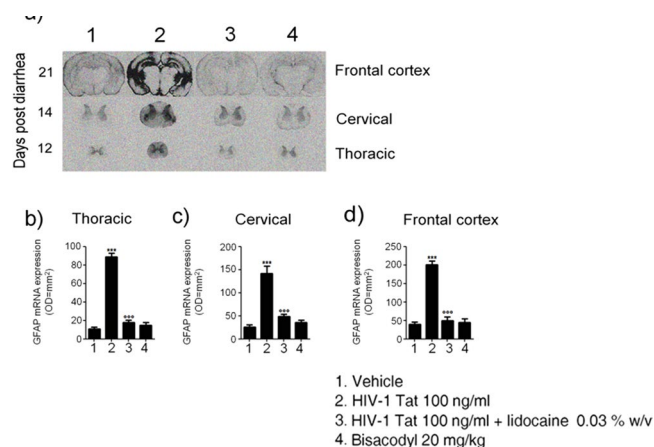 a)
1 2 3 4
Days post diarrhea
21 Frontal cortex
14 Cervical
12 Thoracic
b) Thoracic
GFAP mRNA expression
(OD=mm²)
100
80
60
40
20
0
***
°°°
1 2 3 4
c) Cervical
GFAP mRNA expression
(OD=mm²)
200
150
100
50
0
***
°°°
1 2 3 4
d) Frontal cortex
GFAP mRNA expression
(OD=mm²)
250
200
150
100
50
0
***
°°°
1 2 3 4
1. Vehicle
2. HIV-1 Tat 100 ng/ml
3. HIV-1 Tat 100 ng/ml + lidocaine 0.03 % w/v
4. Bisacodyl 20 mg/kg